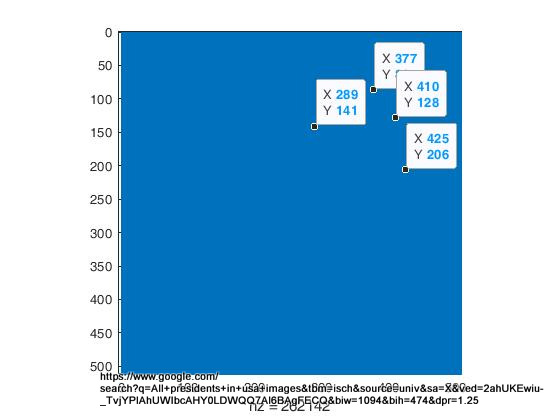 0
50
100
150
200
250
300
350
400
450
500
X 377
Y
X 410
Y 128
X 289
Y 141
X 425
Y 206
https://www.google.com/
search?q=All+presidents+in+usa+images&tbm=isch&source=univ&sa=X&ved=2ahUKEwiu-
_TvjYPlAhUWIbcAHY0LDWQQ7Al6BAgFECQ&biw=1094&bih=474&dpr=1.25
nz = 262142